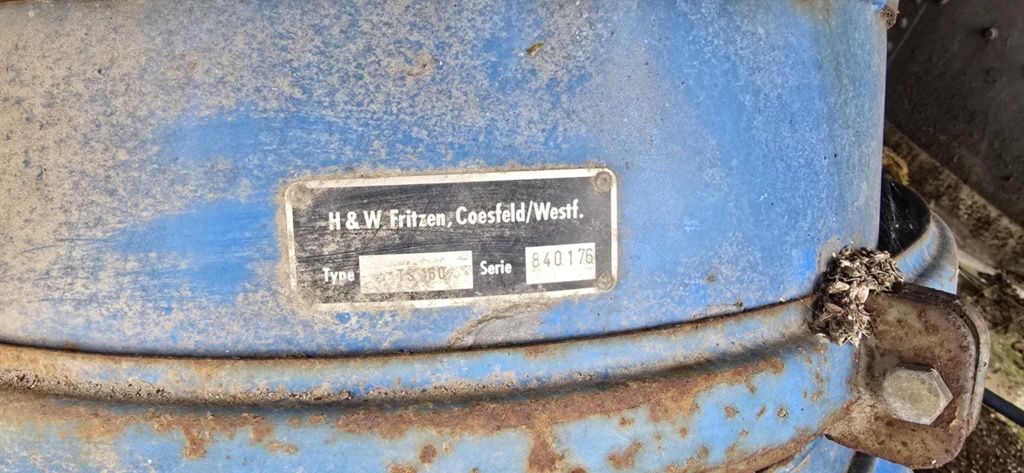 H & W Fritzen, Coesfeld/Westf.
Type TS 160 Serie 840176